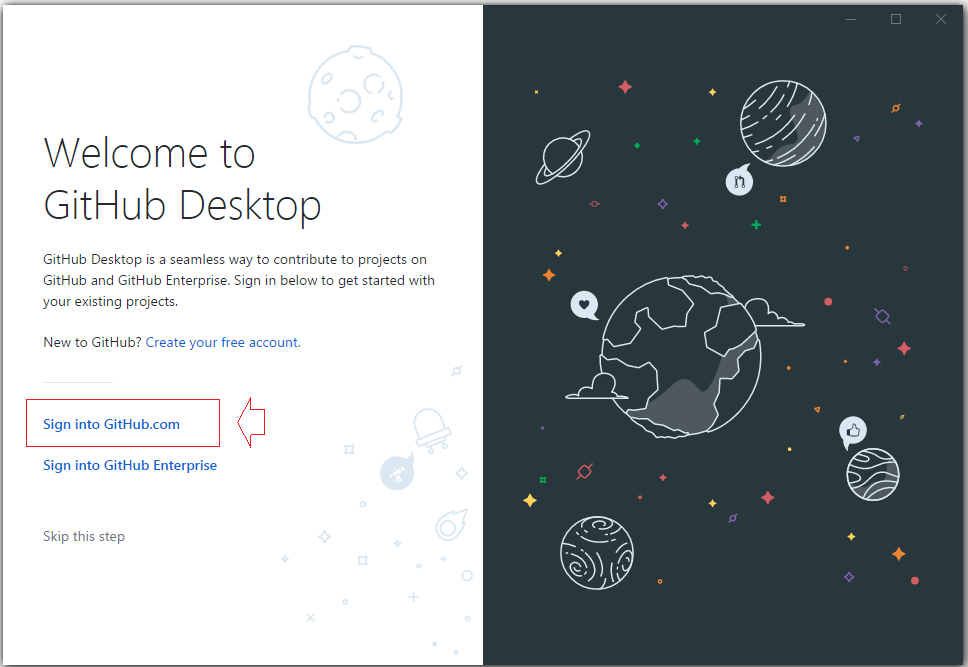 Welcome to
GitHub Desktop
GitHub Desktop is a seamless way to contribute to projects on
GitHub and GitHub Enterprise. Sign in below to get started with
your existing projects.
New to GitHub? Create your free account.
Sign into GitHub.com
Sign into GitHub Enterprise
Skip this step